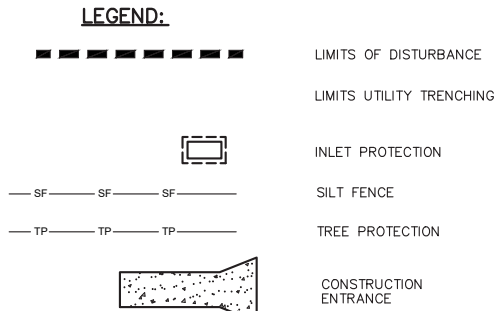 LEGEND:
LIMITS OF DISTURBANCE
LIMITS UTILITY TRENCHING
INLET PROTECTION
SF SF SF SILT FENCE
TP TP TP TREE PROTECTION
CONSTRUCTION
ENTRANCE